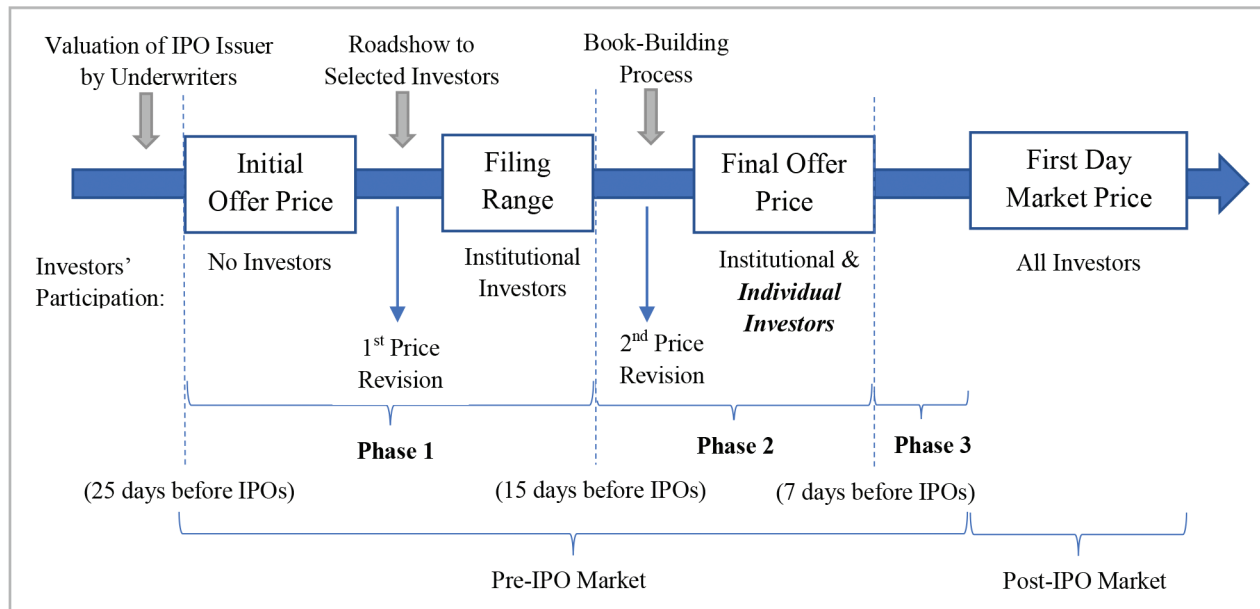 Valuation of IPO Issuer
by Underwriters
Roadshow to
Selected Investors
Book-Building
Process
Initial
Offer Price
Filing
Range
Final Offer
Price
First Day
Market Price
Investors’
Participation:
No Investors
Institutional
Investors
Institutional &
Individual
Investors
All Investors
1st Price
Revision
2nd Price
Revision
Phase 1
Phase 2
Phase 3
(25 days before IPOs)
(15 days before IPOs)
(7 days before IPOs)
Pre-IPO Market
Post-IPO Market